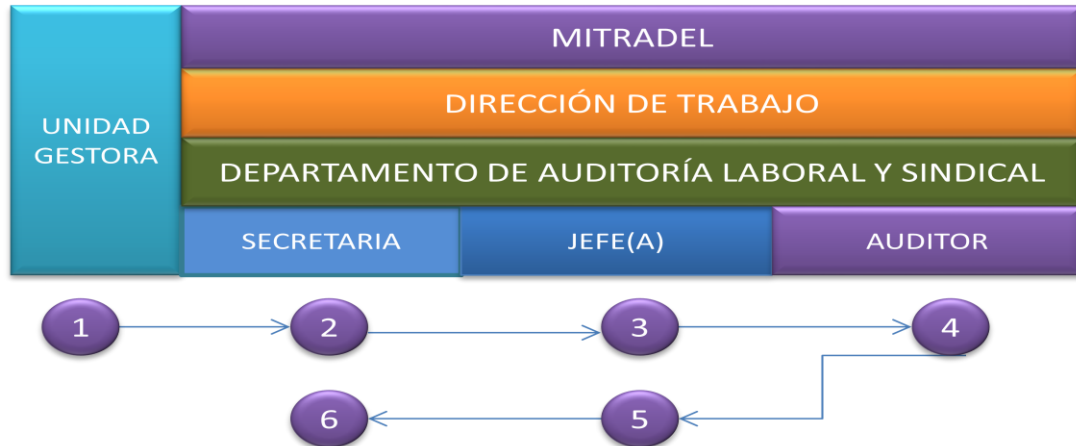 UNIDAD
GESTORA
MITRADEL
DIRECCIÓN DE TRABAJO
DEPARTAMENTO DE AUDITORÍA LABORAL Y SINDICAL
SECRETARIA
JEFE(A)
AUDITOR
1
2
3
4
6
5